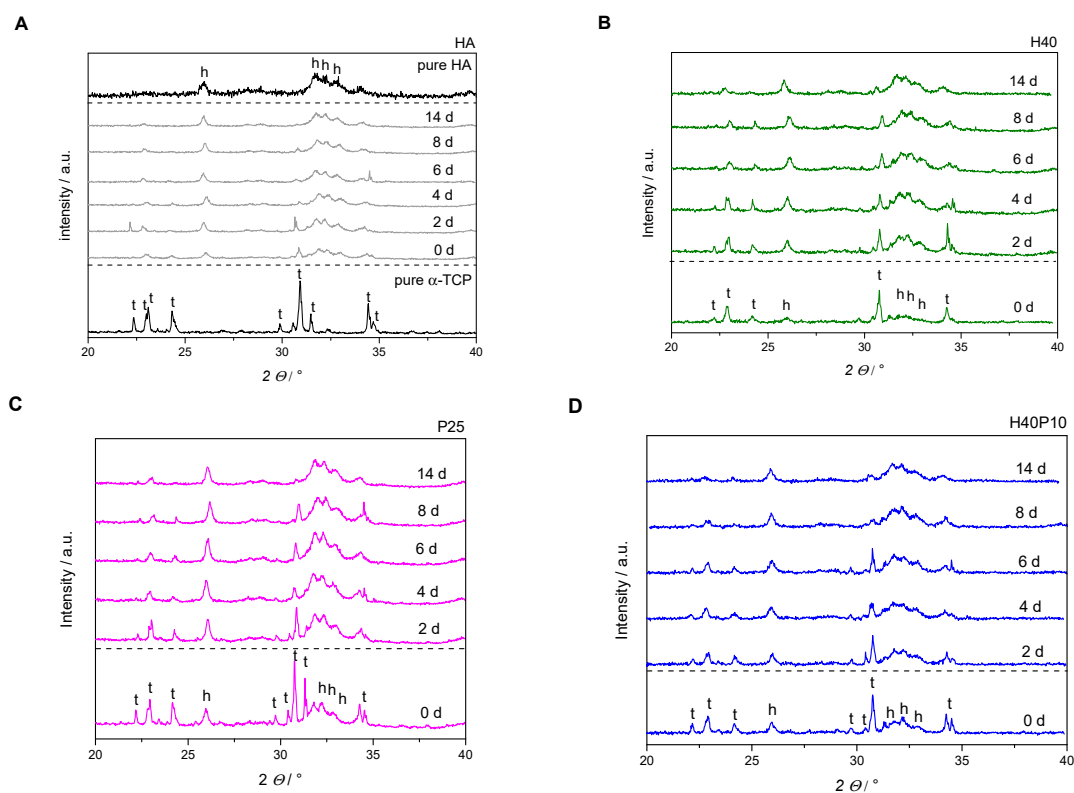 A
HA
pure HA
h
h h h
14 d
8 d
6 d
4 d
2 d
0 d
pure α-TCP
t t t t t t t t t
intensity / a.u.
20 25 30 35 40
2 Θ / °
B
H40
14 d
8 d
6 d
4 d
2 d
t
h h h
t t t h t
0 d
Intensity / a.u.
20 25 30 35 40
2 Θ / °
C
P25
14 d
8 d
6 d
4 d
2 d
t
t
t t t h t t h h h t
0 d
Intensity / a.u.
20 25 30 35 40
2 Θ / °
D
H40P10
14 d
8 d
6 d
4 d
2 d
t
t t t h t t h h h t
0 d
Intensity / a.u.
20 25 30 35 40
2 Θ / °